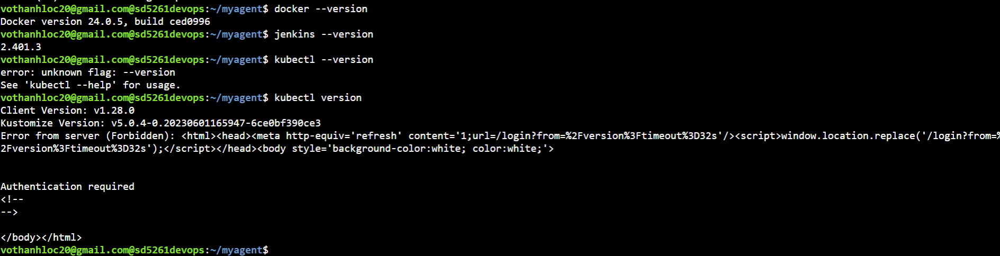 vothanhloc20@gmail.com@sd5261devops:~/myagent$ docker --version
Docker version 24.0.5, build ced0996
vothanhloc20@gmail.com@sd5261devops:~/myagent$ jenkins --version
2.401.3
vothanhloc20@gmail.com@sd5261devops:~/myagent$ kubectl --version
error: unknown flag: --version
See 'kubectl --help' for usage.
vothanhloc20@gmail.com@sd5261devops:~/myagent$ kubectl version
Client Version: v1.28.0
Kustomize Version: v5.0.4-0.20230601165947-6ce0bf390ce3
Error from server (Forbidden): <html><head><meta http-equiv='refresh' content='1;url=/login?from=%2Fversion%3Ftimeout%3D32s'/><script>window.location.replace('/login?from=%
2Fversion%3Ftimeout%3D32s');</script></head><body style='background-color:white; color:white;'>
Authentication required
<!--
-->
</body></html>
vothanhloc20@gmail.com@sd5261devops:~/myagent$